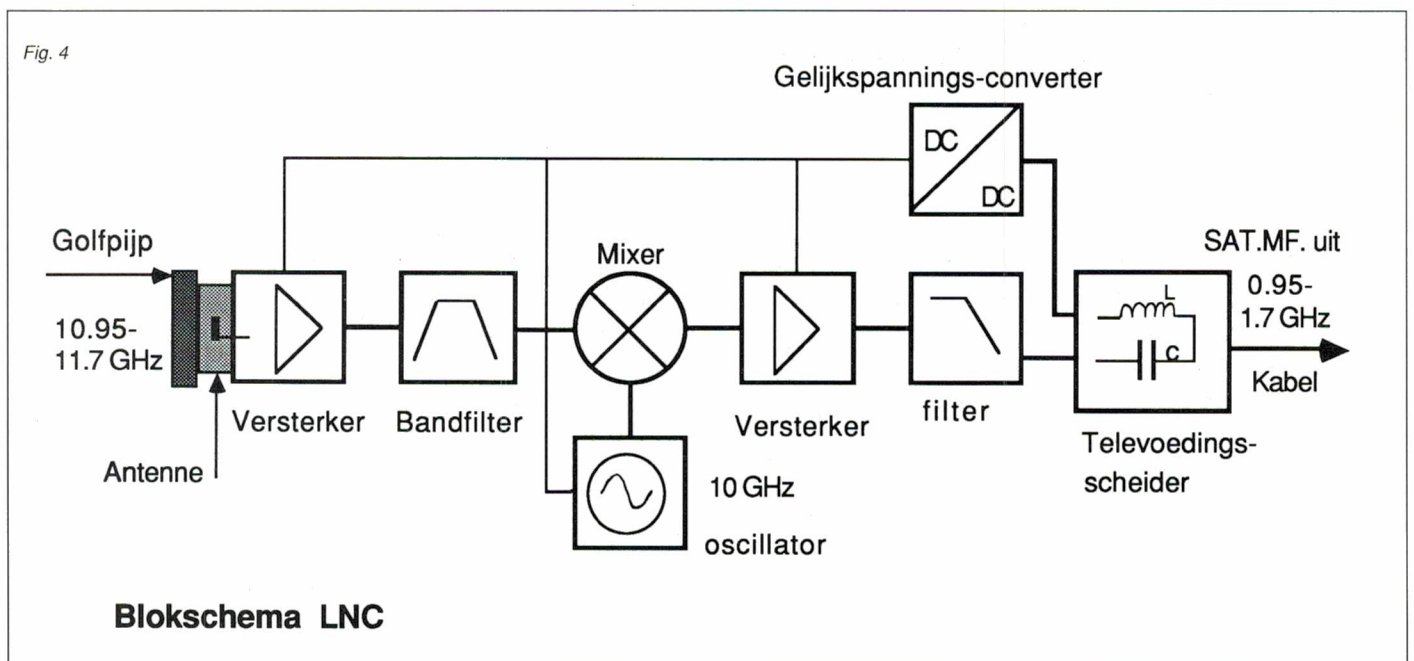 Fig. 4
Gelijkspannings-converter
DC
DC
Golfpijp
Mixer
SAT.MF. uit
10.95-
11.7 GHz
0.95-
1.7 GHz
L
C
Kabel
Versterker
Bandfilter
Versterker
filter
Antenne
Televoedings-
scheider
10 GHz
oscillator
Blokschema LNC